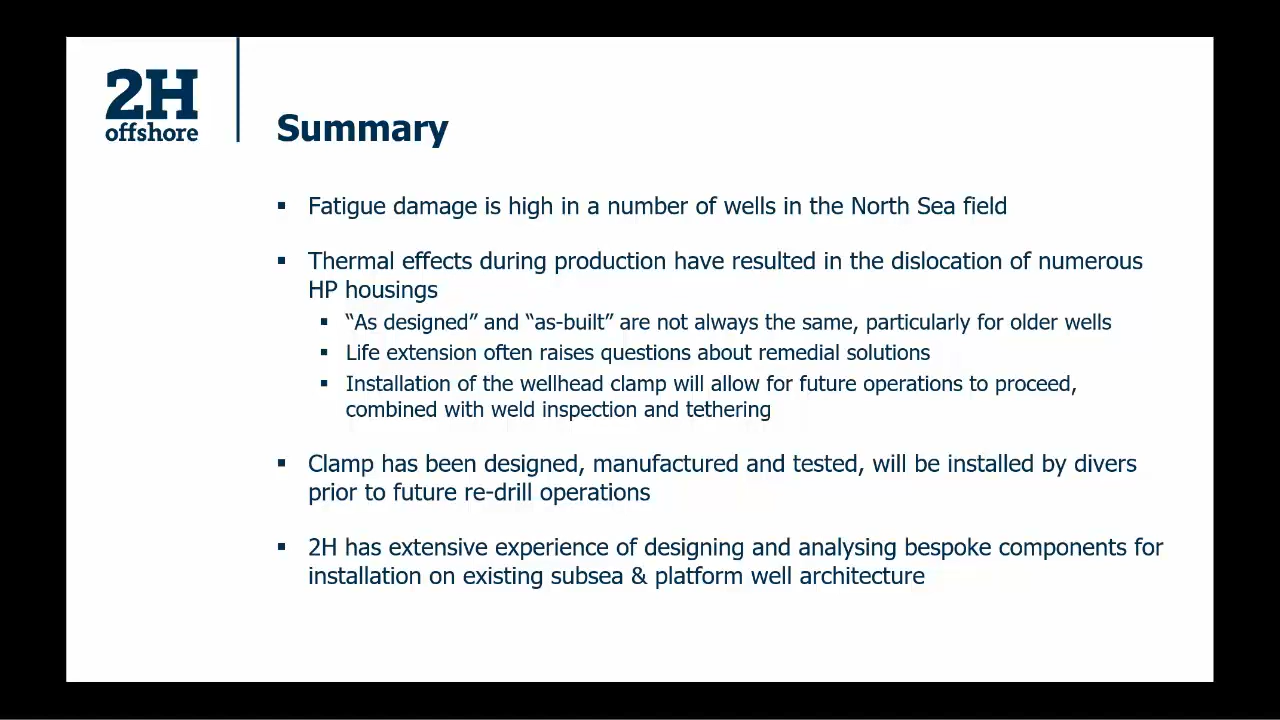 2H
offshore
Summary
▪ Fatigue damage is high in a number of wells in the North Sea field
▪ Thermal effects during production have resulted in the dislocation of numerous
HP housings
▪ “As designed” and “as-built” are not always the same, particularly for older wells
▪ Life extension often raises questions about remedial solutions
▪ Installation of the wellhead clamp will allow for future operations to proceed,
combined with weld inspection and tethering
▪ Clamp has been designed, manufactured and tested, will be installed by divers
prior to future re-drill operations
▪ 2H has extensive experience of designing and analysing bespoke components for
installation on existing subsea & platform well architecture